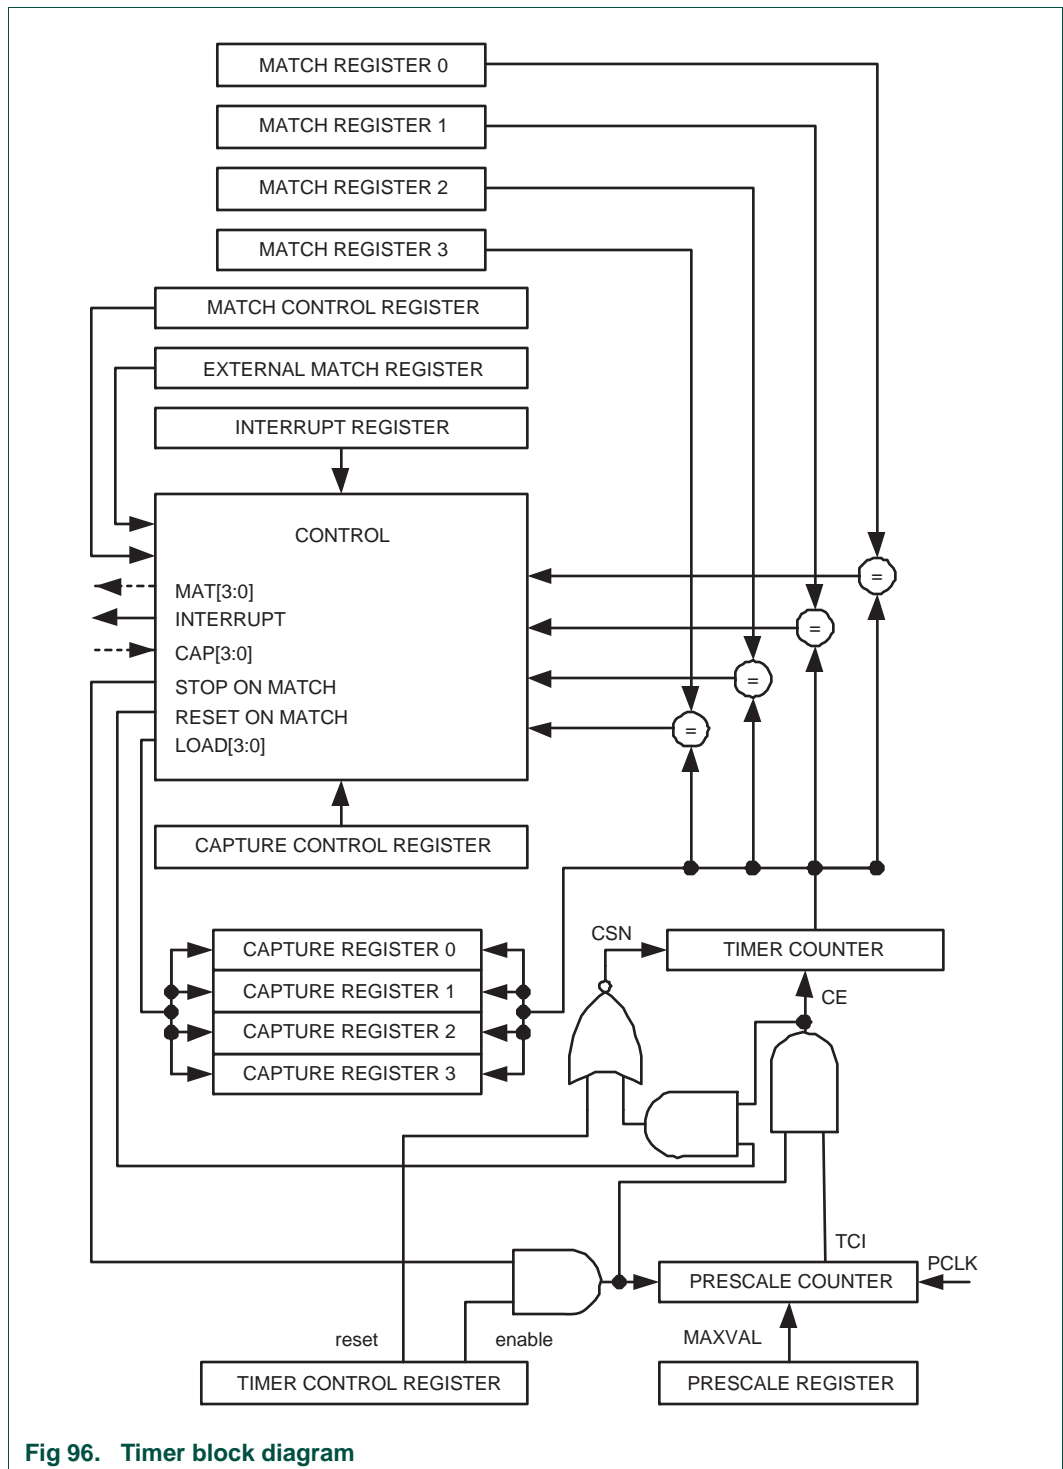 MATCH REGISTER 0
MATCH REGISTER 1
MATCH REGISTER 2
MATCH REGISTER 3
MATCH CONTROL REGISTER
EXTERNAL MATCH REGISTER
INTERRUPT REGISTER
CONTROL
MAT[3:0]
INTERRUPT
CAP[3:0]
STOP ON MATCH
RESET ON MATCH
LOAD[3:0]
=
=
=
=
CAPTURE CONTROL REGISTER
CSN
TIMER COUNTER
CAPTURE REGISTER 0
CAPTURE REGISTER 1
CAPTURE REGISTER 2
CAPTURE REGISTER 3
CE
TCI
PCLK
PRESCALE COUNTER
reset
enable
MAXVAL
TIMER CONTROL REGISTER
PRESCALE REGISTER
Fig 96. Timer block diagram